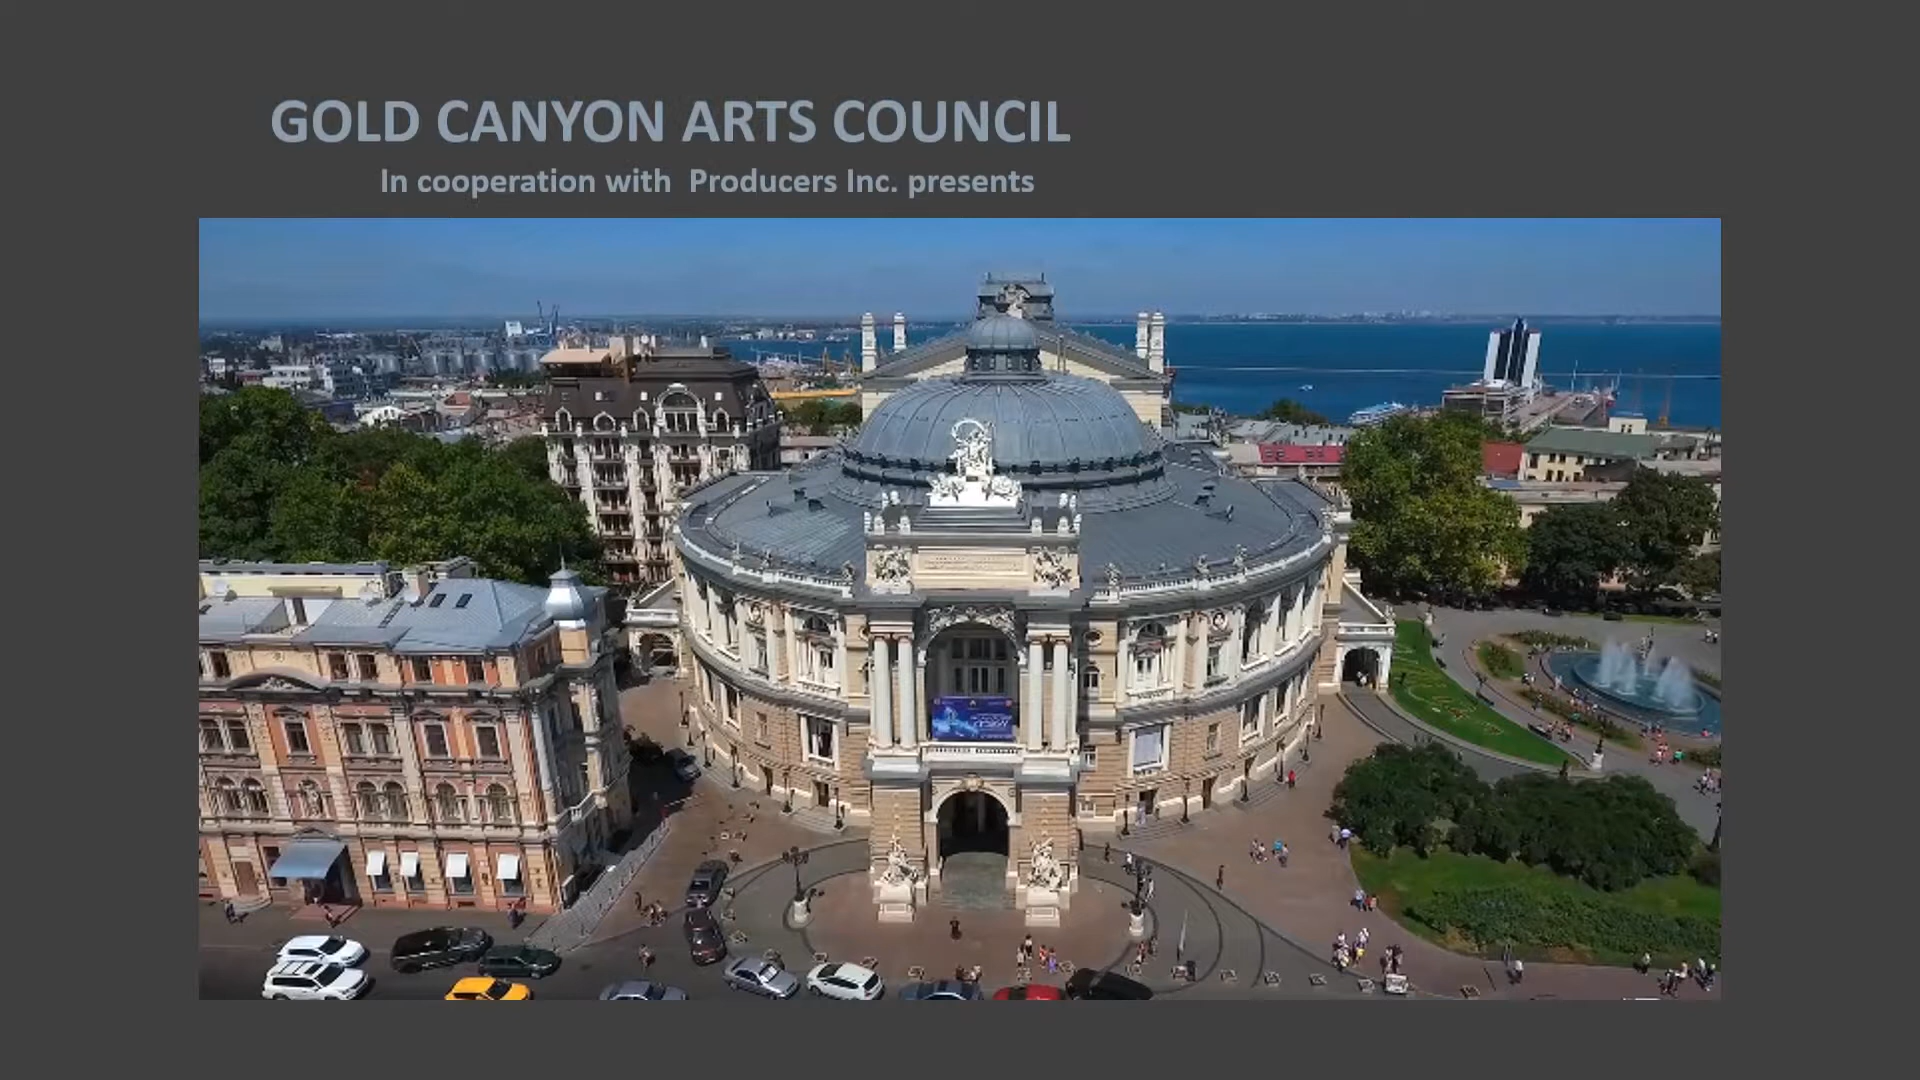 GOLD CANYON ARTS COUNCIL
In cooperation with  Producers Inc. presents